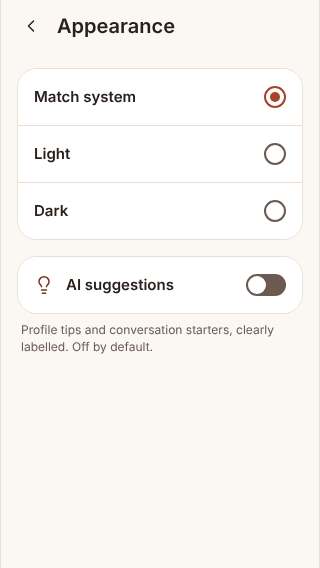 Appearance
Match system
Light
Dark
AI suggestions
Profile tips and conversation starters, clearly
labelled. Off by default.